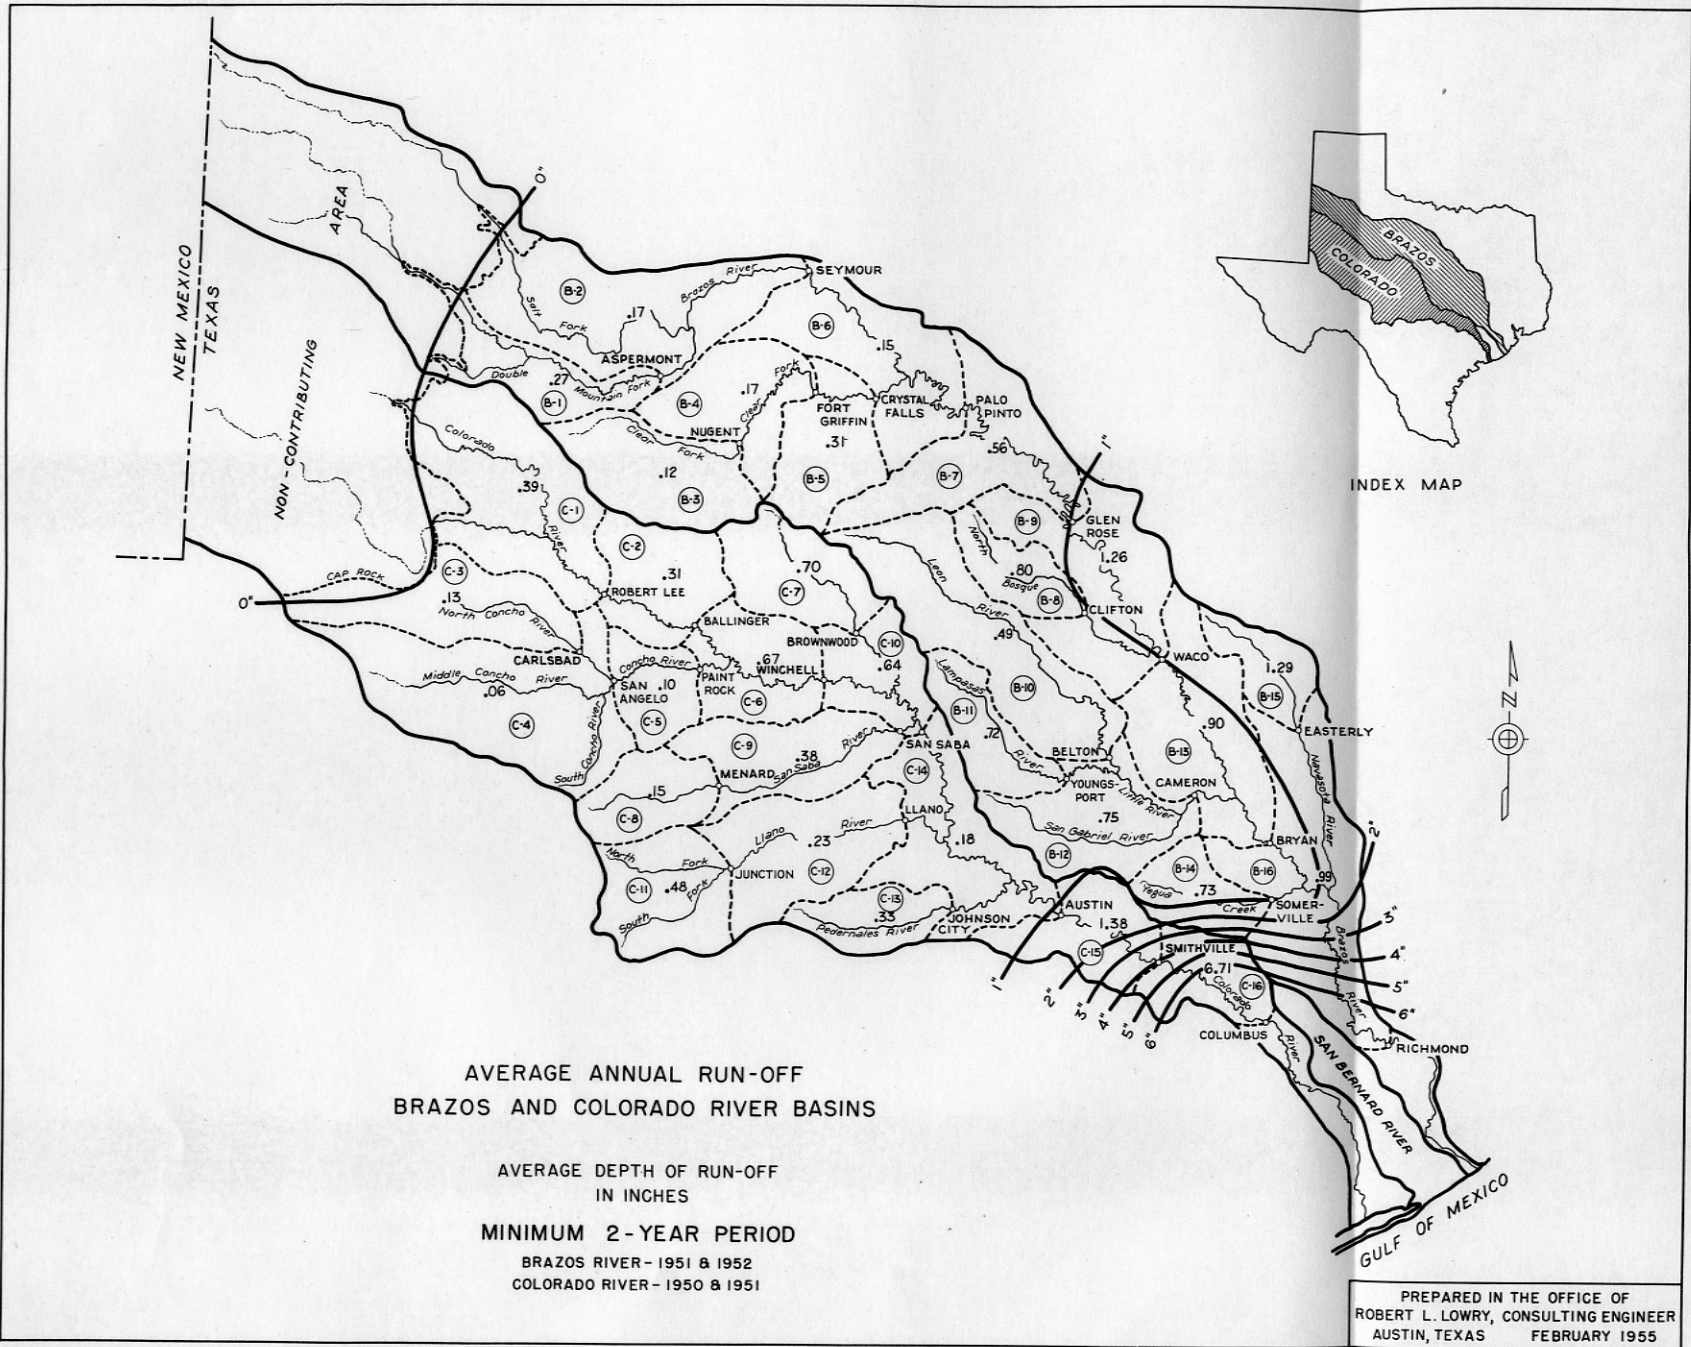 0"
AREA
NEW MEXICO
TEXAS
NON-CONTRIBUTING
CAP ROCK
0"
B-2
.17
Salt
Fork
Brazos River
SEYMOUR
ASPERMONT
Double
Mountain Fork
.27
B-1
B-6
.15
B-4
.17
Clear
Fork
NUGENT
Clear
Fork
FORT
GRIFFIN
.31
CRYSTAL
FALLS
PALO
PINTO
.12
B-3
B-5
B-7
.56
1"
Colorado
.39
River
C-1
C-2
.31
ROBERT LEE
C-3
.13
North Concho River
.70
C-7
BALLINGER
BROWNWOOD
C-10
.64
CARLSBAD
Middle Concho River
.06
C-4
SAN
ANGELO
Concho River
.10
C-5
PAINT
ROCK
.67
WINCHELL
C-6
South Concho River
C-9
.38
San Saba River
MENARD
SAN SABA
.15
C-8
C-14
LLANO
Llano River
.23
C-12
.18
North Fork
JUNCTION
C-11
.48
South Fork
C-13
.33
Pedernales River
JOHNSON
CITY
B-9
GLEN
ROSE
North
Bosque
.80
B-8
1.26
CLIFTON
Leon
River
.49
WACO
Lampasas
River
B-10
B-11
.72
BELTON
YOUNGS-
PORT
Little River
.75
San Gabriel River
B-12
B-13
.90
CAMERON
1.29
B-15
EASTERLY
Navasota River
BRYAN
B-14
.73
Yegua
Creek
B-16
.99
SOMER-
VILLE
2"
3"
4"
5"
6"
AUSTIN
1.38
C-15
SMITHVILLE
6.71
Colorado
River
C-16
COLUMBUS
1"
2"
3"
4"
5"
6"
Brazos
River
RICHMOND
SAN BERNARD RIVER
GULF OF MEXICO
BRAZOS
COLORADO
INDEX MAP
N
AVERAGE ANNUAL RUN-OFF
BRAZOS AND COLORADO RIVER BASINS
AVERAGE DEPTH OF RUN-OFF
IN INCHES
MINIMUM 2-YEAR PERIOD
BRAZOS RIVER-1951 & 1952
COLORADO RIVER-1950 & 1951
PREPARED IN THE OFFICE OF
ROBERT L. LOWRY, CONSULTING ENGINEER
AUSTIN, TEXAS FEBRUARY 1955